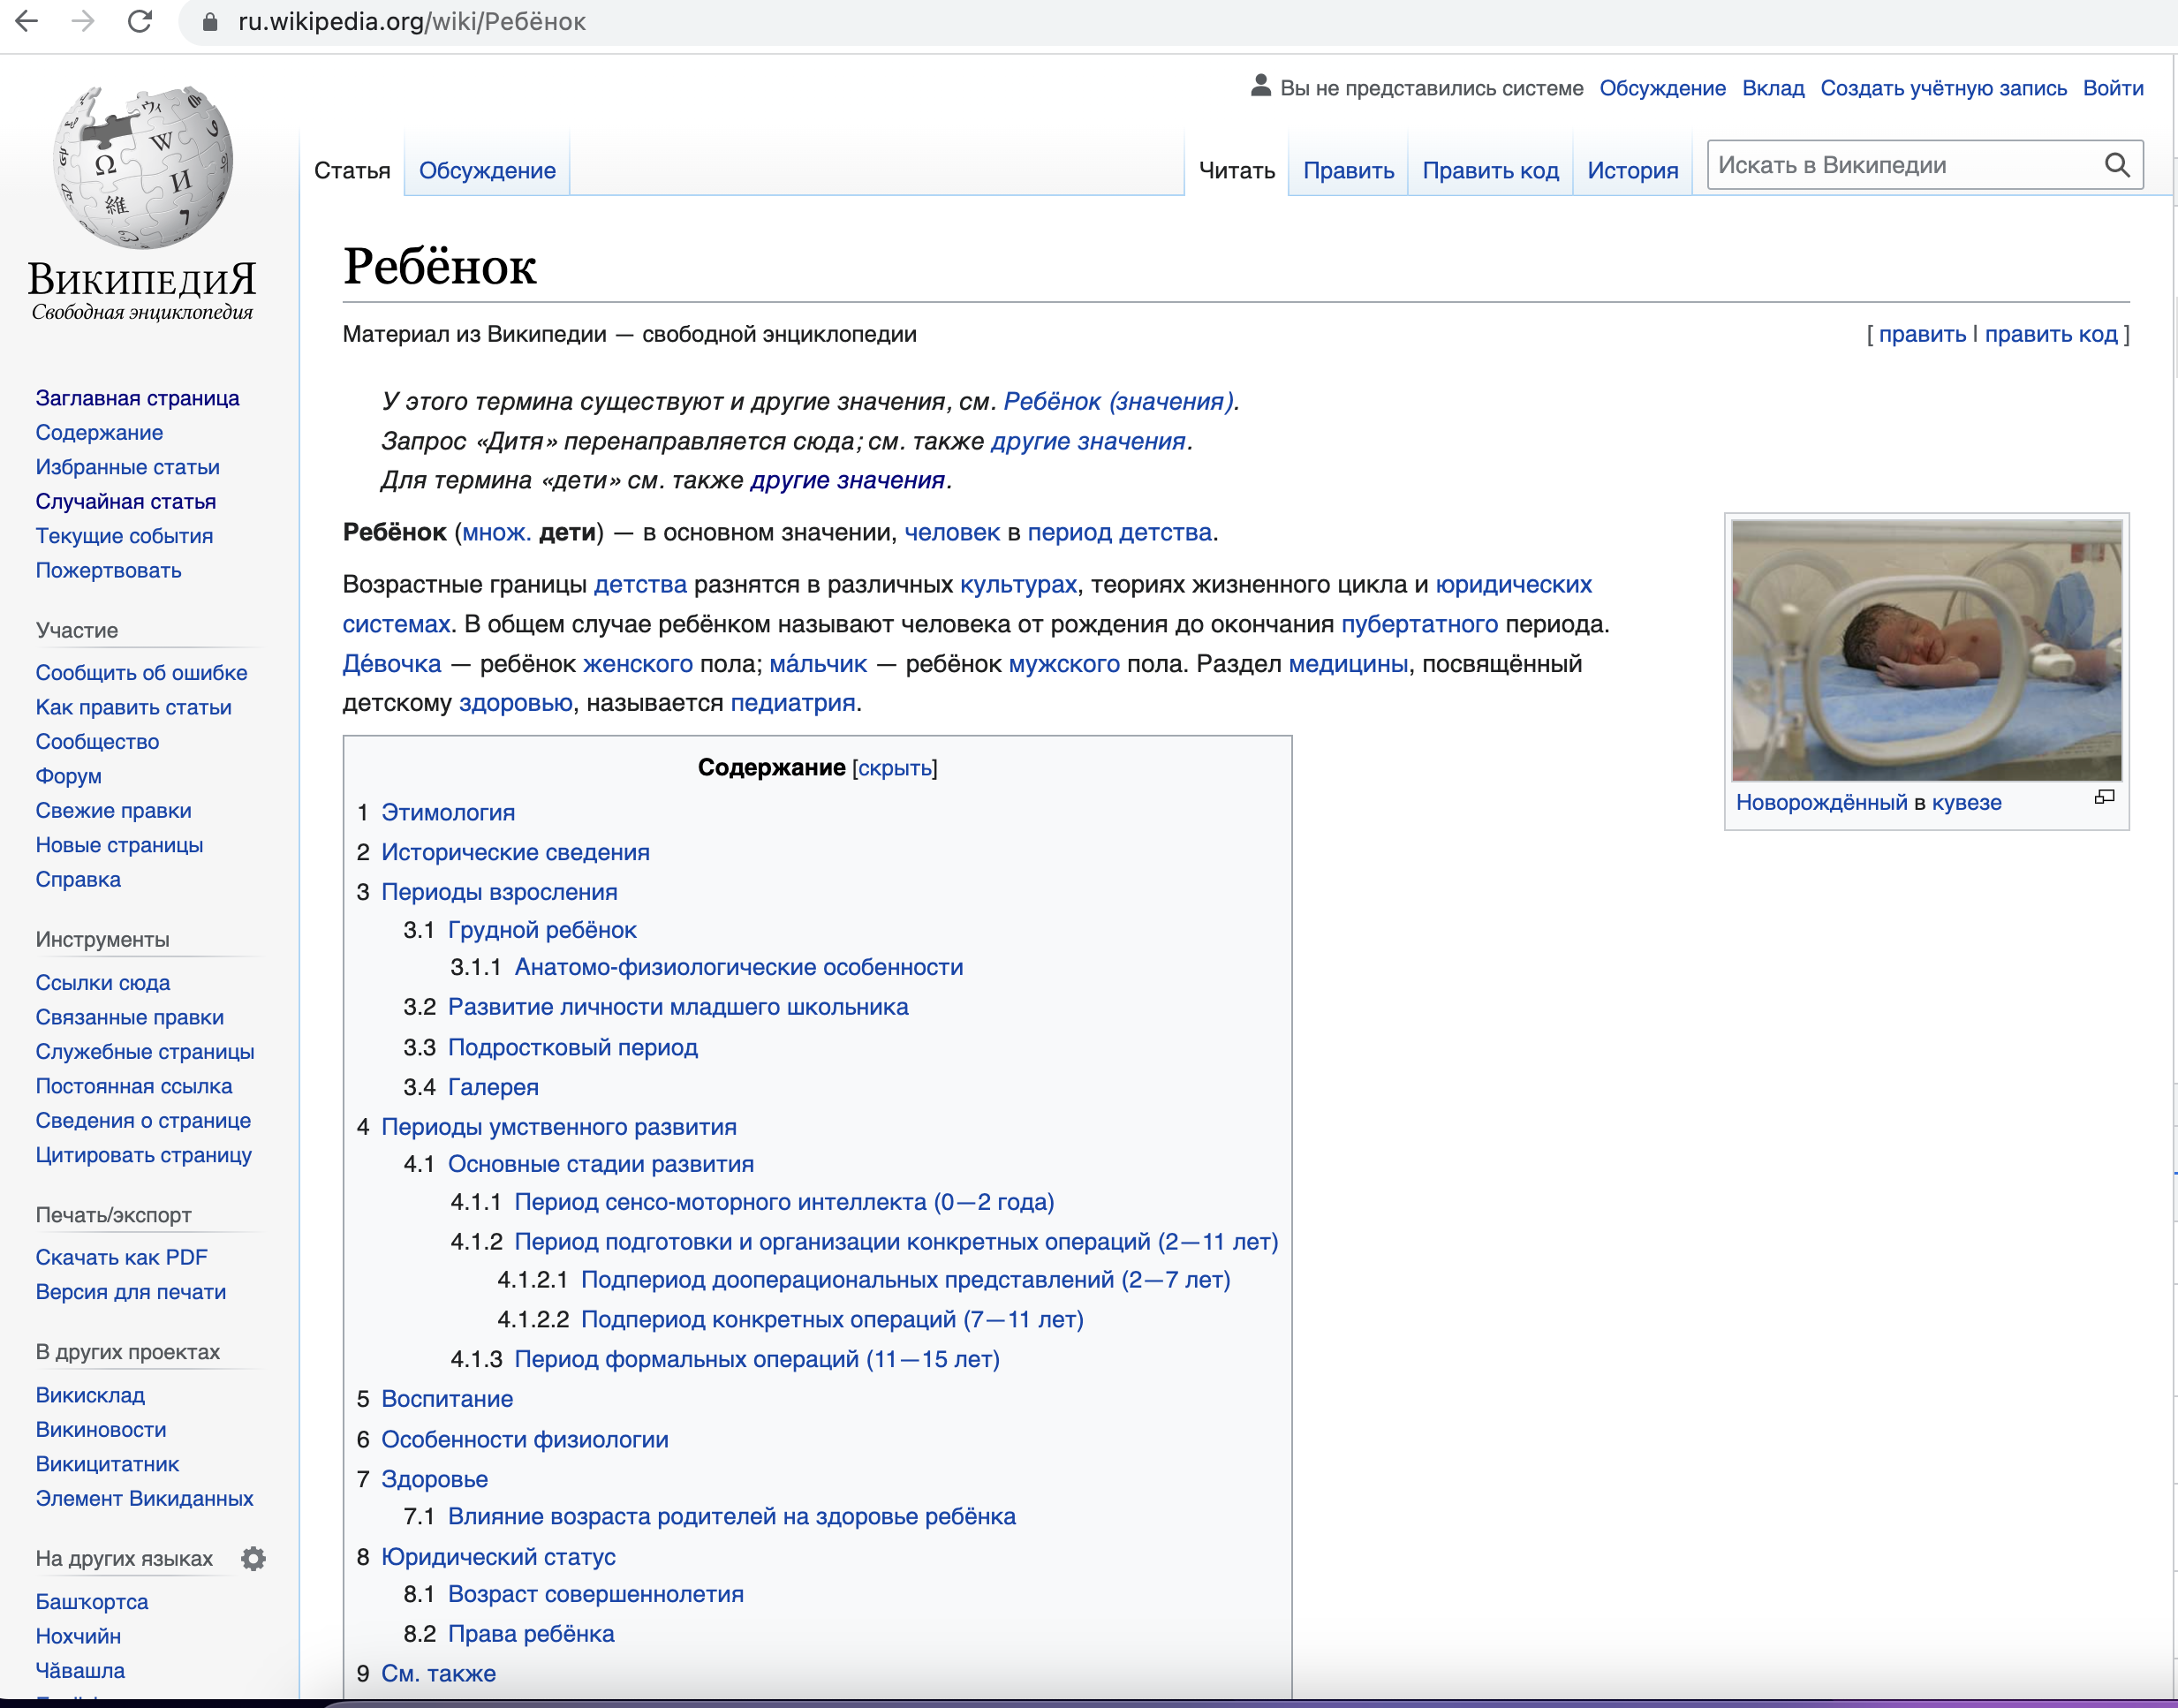 ru.wikipedia.org/wiki/Ребёнок
Вы не представились системе Обсуждение Вклад Создать учётную запись Войти
Статья Обсуждение Читать Править Править код История Искать в Википедии
ВикипедиЯ
Свободная энциклопедия
Заглавная страница
Содержание
Избранные статьи
Случайная статья
Текущие события
Пожертвовать
Участие
Сообщить об ошибке
Как править статьи
Сообщество
Форум
Свежие правки
Новые страницы
Справка
Инструменты
Ссылки сюда
Связанные правки
Служебные страницы
Постоянная ссылка
Сведения о странице
Цитировать страницу
Печать/экспорт
Скачать как PDF
Версия для печати
В других проектах
Викисклад
Викиновости
Викицитатник
Элемент Викиданных
На других языках
Башҡортса
Нохчийн
Чӑвашла
Ребёнок
Материал из Википедии — свободной энциклопедии
[ править | править код ]
У этого термина существуют и другие значения, см. Ребёнок (значения).
Запрос «Дитя» перенаправляется сюда; см. также другие значения.
Для термина «дети» см. также другие значения.
Ребёнок (множ. дети) — в основном значении, человек в период детства.
Возрастные границы детства разнятся в различных культурах, теориях жизненного цикла и юридических
системах. В общем случае ребёнком называют человека от рождения до окончания пубертатного периода.
Де́вочка — ребёнок женского пола; ма́льчик — ребёнок мужского пола. Раздел медицины, посвящённый
детскому здоровью, называется педиатрия.
Новорождённый в кувезе
Содержание [скрыть]
1 Этимология
2 Исторические сведения
3 Периоды взросления
3.1 Грудной ребёнок
3.1.1 Анатомо-физиологические особенности
3.2 Развитие личности младшего школьника
3.3 Подростковый период
3.4 Галерея
4 Периоды умственного развития
4.1 Основные стадии развития
4.1.1 Период сенсо-моторного интеллекта (0—2 года)
4.1.2 Период подготовки и организации конкретных операций (2—11 лет)
4.1.2.1 Подпериод дооперациональных представлений (2—7 лет)
4.1.2.2 Подпериод конкретных операций (7—11 лет)
4.1.3 Период формальных операций (11—15 лет)
5 Воспитание
6 Особенности физиологии
7 Здоровье
7.1 Влияние возраста родителей на здоровье ребёнка
8 Юридический статус
8.1 Возраст совершеннолетия
8.2 Права ребёнка
9 См. также